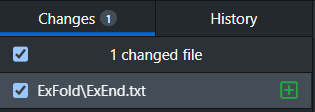 Changes 1 History
1 changed file
ExFold\ExEnd.txt